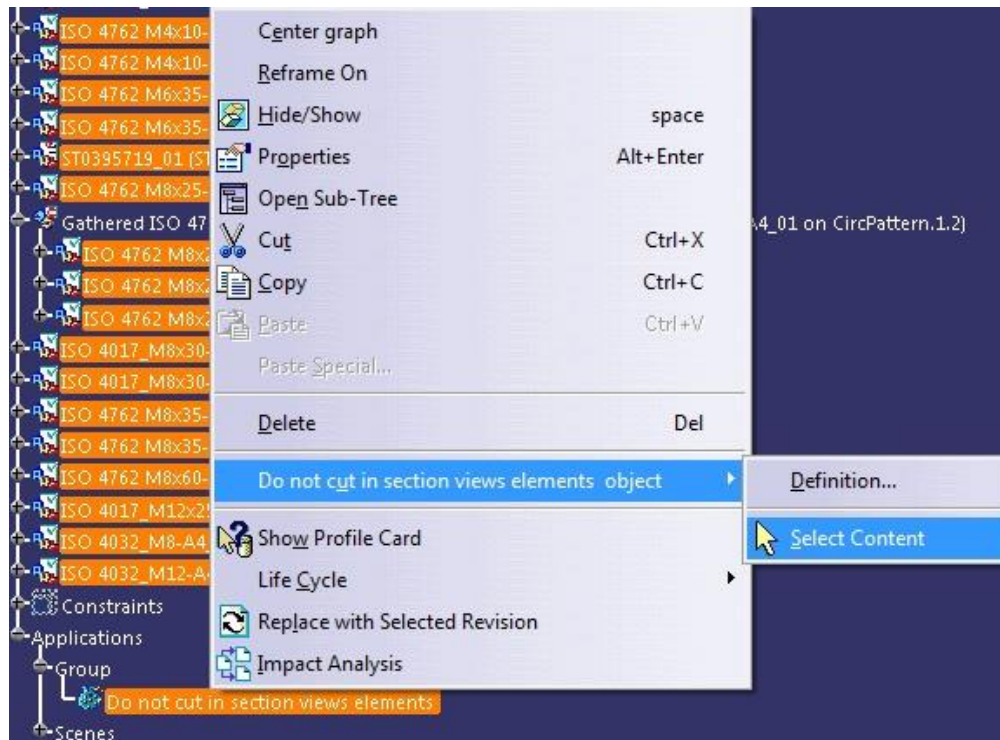 ISO 4762 M4x10-
Center graph
ISO 4762 M4x10-
Reframe On
ISO 4762 M6x35-
Hide/Show space
ISO 4762 M6x35-
ST0395719_01 (ST
Properties Alt+Enter
ISO 4762 M8x25-
Open Sub-Tree
Gathered ISO 47
A4_01 on CircPattern.1.2)
Cut Ctrl+X
ISO 4762 M8x2
ISO 4762 M8x2
Copy Ctrl+C
ISO 4762 M8x2
Paste Ctrl+V
ISO 4017_M8x30-
Paste Special...
ISO 4017_M8x30-
ISO 4762 M8x35-
Delete Del
ISO 4762 M8x35-
ISO 4762 M8x60-
Do not cut in section views elements object
Definition...
ISO 4017_M12x2
ISO 4032_M8-A4_
Show Profile Card
Select Content
ISO 4032_M12-A
Life Cycle
Constraints
Replace with Selected Revision
Applications
Group
Impact Analysis
Do not cut in section views elements
Scenes